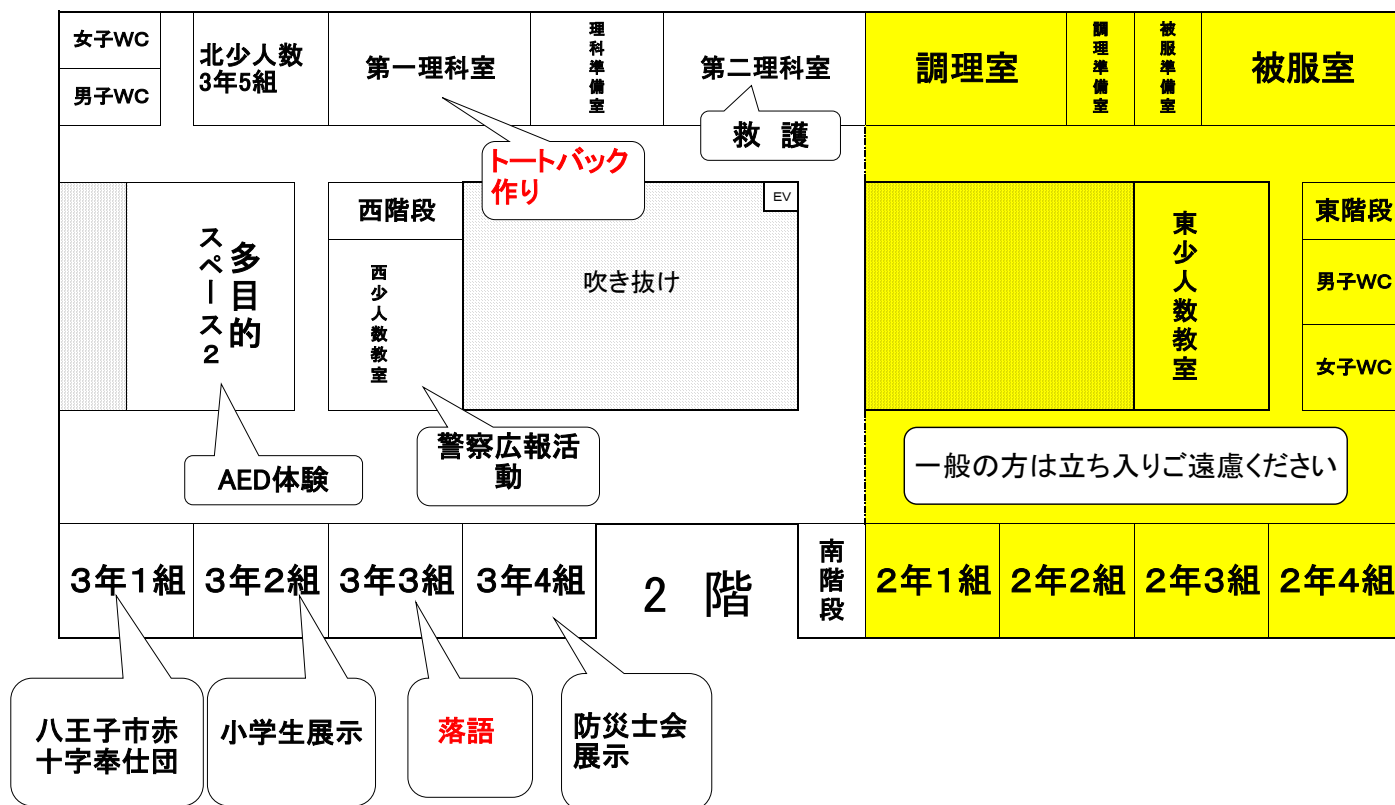 女子WC
男子WC
北少人数
3年5組
第一理科室
理科準備室
第二理科室
調理室
調理準備室
被服準備室
被服室
救　護
トートバック
作り
多目的
スペース２
西階段
西少人数教室
EV
吹き抜け
東少人数教室
東階段
男子WC
女子WC
AED体験
警察広報活
動
一般の方は立ち入りご遠慮ください
３年１組
３年２組
３年３組
３年４組
２　階
南階段
２年１組
２年２組
２年３組
２年４組
八王子市赤
十字奉仕団
小学生展示
落語
防災士会
展示